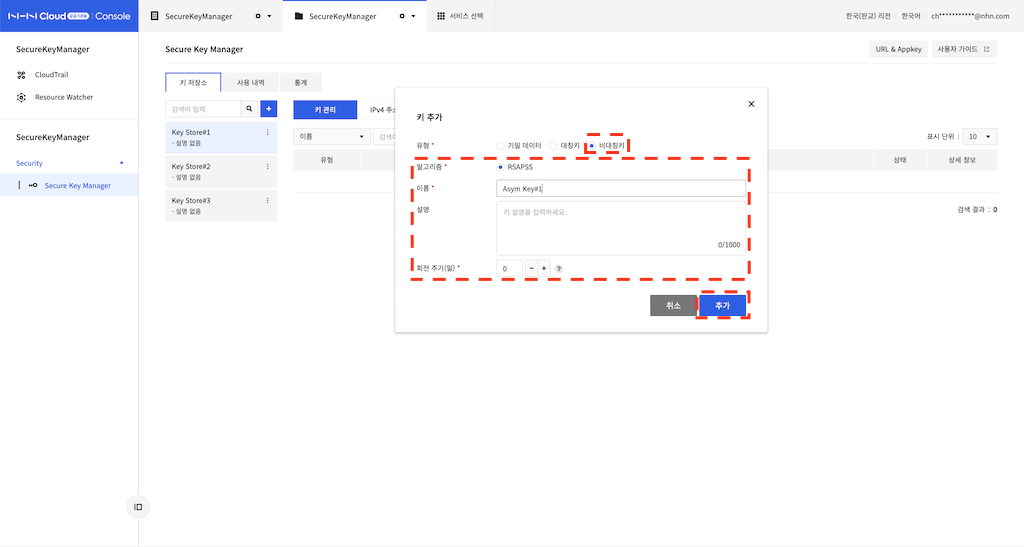 NHN Cloud 공공기관용 Console
SecureKeyManager
SecureKeyManager
서비스 선택
한국(판교) 리전
한국어
ch***********@nhn.com
SecureKeyManager
CloudTrail
Resource Watcher
SecureKeyManager
Security
Secure Key Manager
Secure Key Manager
URL & Appkey
사용자 가이드
키 저장소
사용 내역
통계
검색어 입력
+
키 관리
IPv4 주소
Key Store#1
- 설명 없음
Key Store#2
- 설명 없음
Key Store#3
- 설명 없음
이름
검색어
표시 단위 :
10
유형
상태
상세 정보
검색 결과 : 0
키 추가
유형 *
기밀 데이터
대칭키
비대칭키
알고리즘 *
RSAPSS
이름 *
Asym Key#1
설명
키 설명을 입력하세요.
0/1000
회전 주기(일) *
0
− +
?
취소
추가